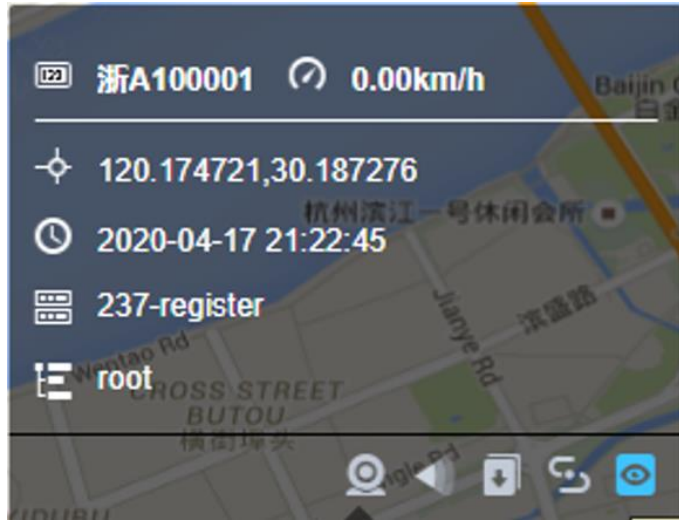 浙A100001 0.00km/h
Baijin
白金
120.174721,30.187276
杭州滨江一号休闲会所
2020-04-17 21:22:45
237-register
Jianye Rd
滨盛路
Wentao Rd
root
CROSS STREET
BUTOU
横街埠头